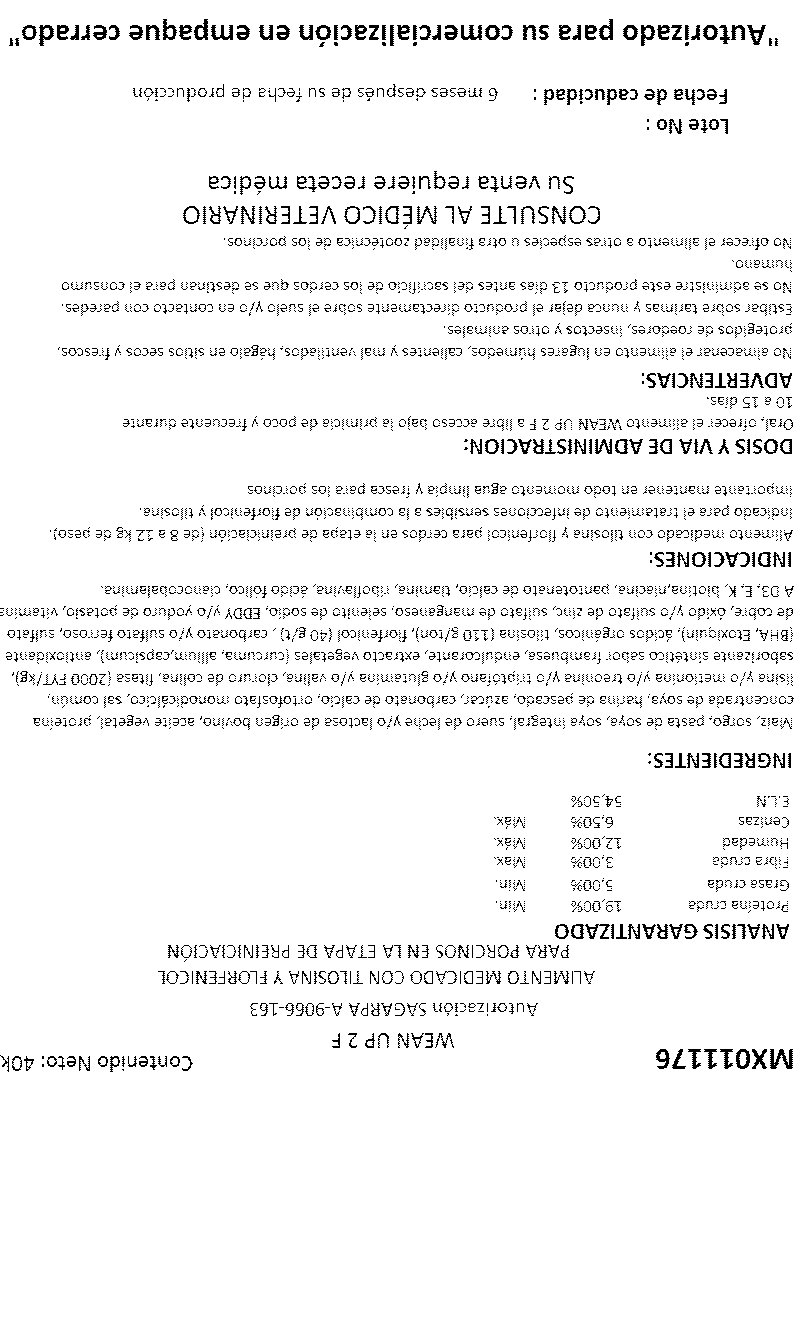 MX011176
Contenido Neto: 40k
WEAN UP 2 F
Autorización SAGARPA A-9066-163
ALIMENTO MEDICADO CON TILOSINA Y FLORFENICOL
PARA PORCINOS EN LA ETAPA DE PREINICIACIÓN
ANALISIS GARANTIZADO
Proteína cruda 19,00% Min.
Grasa cruda 5,00% Min.
Fibra cruda 3,00% Max.
Humedad 12,00% Máx.
Cenizas 6,50% Máx.
E.L.N 54,50%
INGREDIENTES:
Maíz, sorgo, pasta de soya, soya integral, suero de leche y/o lactosa de origen bovino, aceite vegetal, proteína
concentrada de soya, harina de pescado, azúcar, carbonato de calcio, ortofosfato monodicálcico, sal común,
lisina y/o metionina y/o treonina y/o triptófano y/o glutamina y/o valina, cloruro de colina, fitasa (2000 FYT/kg),
saborizante sintético sabor frambuesa, endulcorante, extracto vegetales (curcuma, allium,capsicum), antioxidante
(BHA, Etoxiquin), ácidos orgánicos, tilosina (110 g/ton), florfenicol (40 g/t) , carbonato y/o sulfato ferroso, sulfato
de cobre, óxido y/o sulfato de zinc, sulfato de manganeso, selenito de sodio, EDDY y/o yoduro de potasio, vitamina
A D3, E, K, biotina,niacina, pantotenato de calcio, tiamina, riboflavina, ácido fólico, cianocobalamina.
INDICACIONES:
Alimento medicado con tilosina y florfenicol para cerdos en la etapa de preiniciación (de 8 a 12 kg de peso).
Indicado para el tratamiento de infecciones sensibles a la combinación de florfenicol y tilosina.
Importante mantener en todo momento agua limpia y fresca para los porcinos
DOSIS Y VIA DE ADMINISTRACION:
Oral, ofrecer el alimento WEAN UP 2 F a libre acceso bajo la primicia de poco y frecuente durante
10 a 15 días.
ADVERTENCIAS:
No almacenar el alimento en lugares húmedos, calientes y mal ventilados, hágalo en sitios secos y frescos,
protegidos de roedores, insectos y otros animales.
Estibar sobre tarimas y nunca dejar el producto directamente sobre el suelo y/o en contacto con paredes.
No se administre este producto 13 días antes del sacrificio de los cerdos que se destinan para el consumo
humano.
No ofrecer el alimento a otras especies u otra finalidad zootécnica de los porcinos.
CONSULTE AL MÉDICO VETERINARIO
Su venta requiere receta médica
Lote No :
Fecha de caducidad : 6 meses después de su fecha de producción
"Autorizado para su comercialización en empaque cerrado"